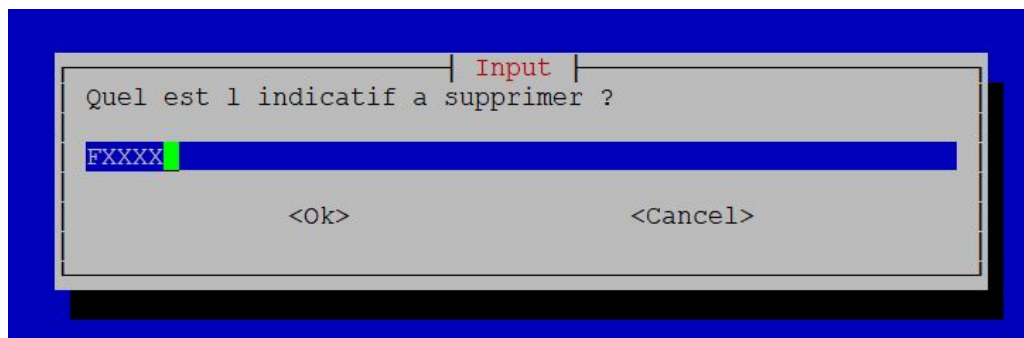 Input
Quel est l indicatif a supprimer ?
FXXXX
<Ok> <Cancel>